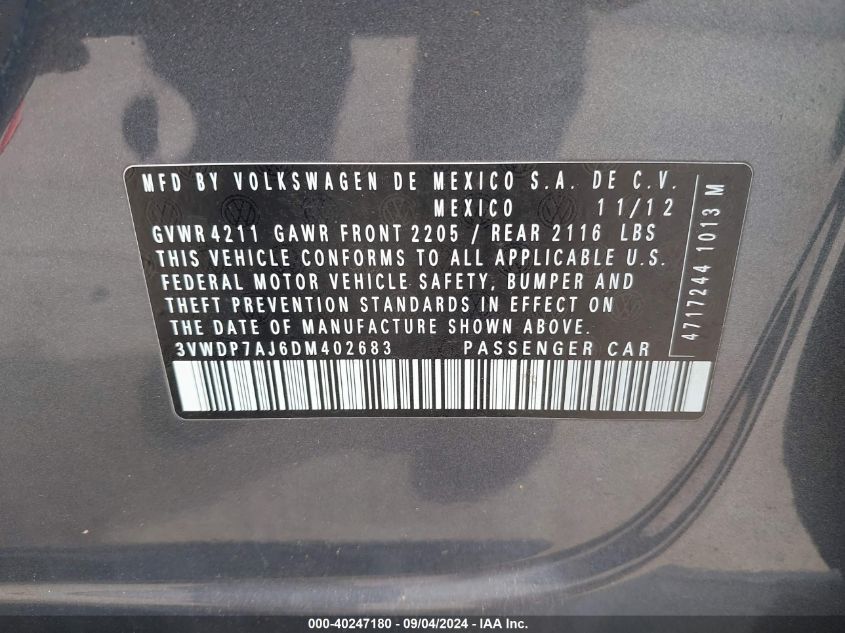 MFD BY VOLKSWAGEN DE MEXICO S.A. DE C.V.
MEXICO 11/12
GVWR 4211 GAWR FRONT 2205 / REAR 2116 LBS
THIS VEHICLE CONFORMS TO ALL APPLICABLE U.S.
FEDERAL MOTOR VEHICLE SAFETY, BUMPER AND
THEFT PREVENTION STANDARDS IN EFFECT ON
THE DATE OF MANUFACTURE SHOWN ABOVE.
3VWDP7AJ6DM402683 PASSENGER CAR
4717244 1013 M
000-40247180 - 09/04/2024 - IAA Inc.